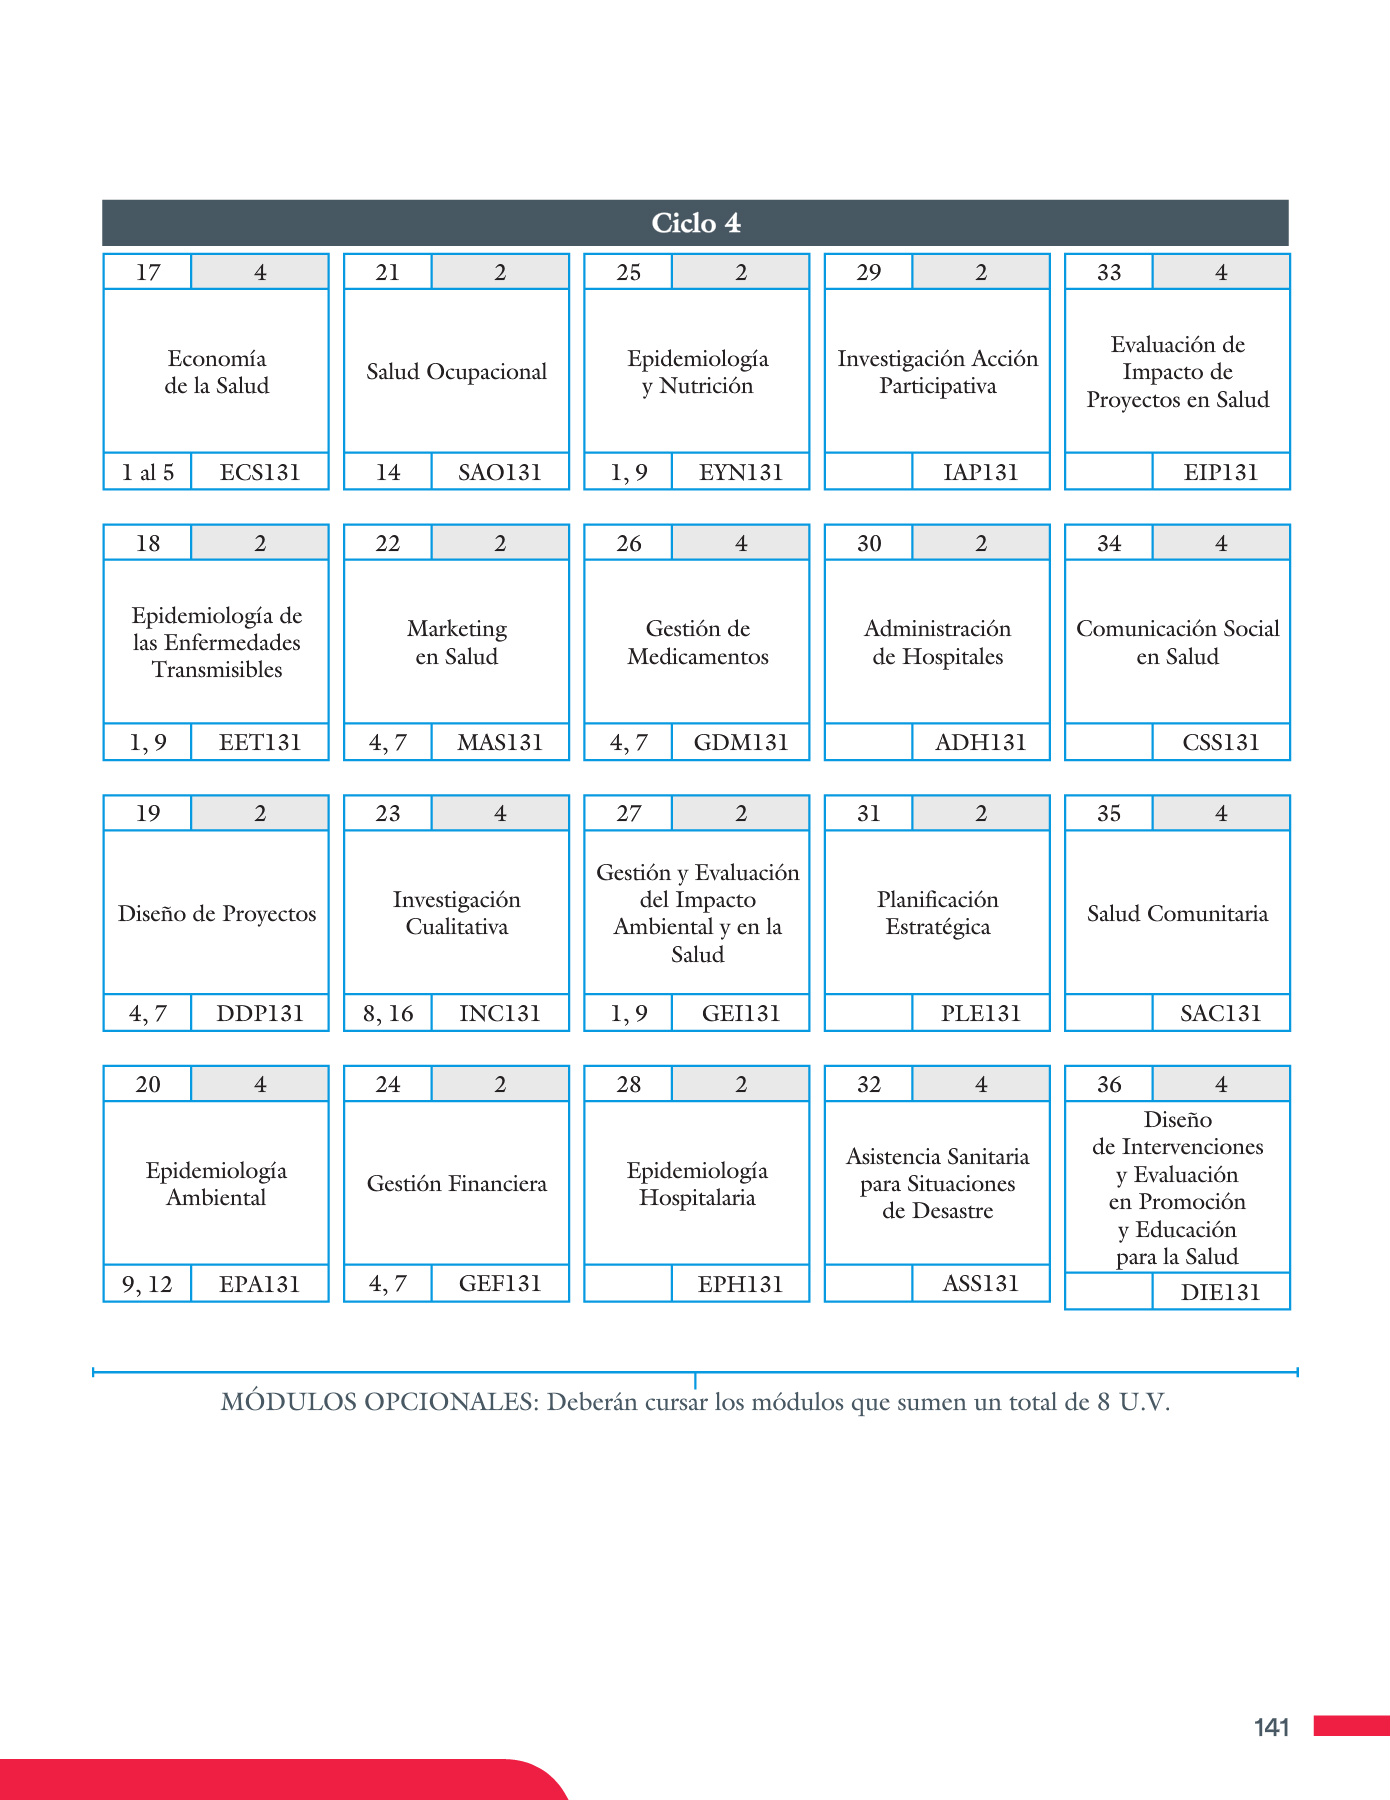 Ciclo 4
17 4
Economía
de la Salud
1 al 5 ECS131
21 2
Salud Ocupacional
14 SAO131
25 2
Epidemiología
y Nutrición
1, 9 EYN131
29 2
Investigación Acción
Participativa
IAP131
33 4
Evaluación de
Impacto de
Proyectos en Salud
EIP131
18 2
Epidemiología de
las Enfermedades
Transmisibles
1, 9 EET131
22 2
Marketing
en Salud
4, 7 MAS131
26 4
Gestión de
Medicamentos
4, 7 GDM131
30 2
Administración
de Hospitales
ADH131
34 4
Comunicación Social
en Salud
CSS131
19 2
Diseño de Proyectos
4, 7 DDP131
23 4
Investigación
Cualitativa
8, 16 INC131
27 2
Gestión y Evaluación
del Impacto
Ambiental y en la
Salud
1, 9 GEI131
31 2
Planificación
Estratégica
PLE131
35 4
Salud Comunitaria
SAC131
20 4
Epidemiología
Ambiental
9, 12 EPA131
24 2
Gestión Financiera
4, 7 GEF131
28 2
Epidemiología
Hospitalaria
EPH131
32 4
Asistencia Sanitaria
para Situaciones
de Desastre
ASS131
36 4
Diseño
de Intervenciones
y Evaluación
en Promoción
y Educación
para la Salud
DIE131
MÓDULOS OPCIONALES: Deberán cursar los módulos que sumen un total de 8 U.V.
141